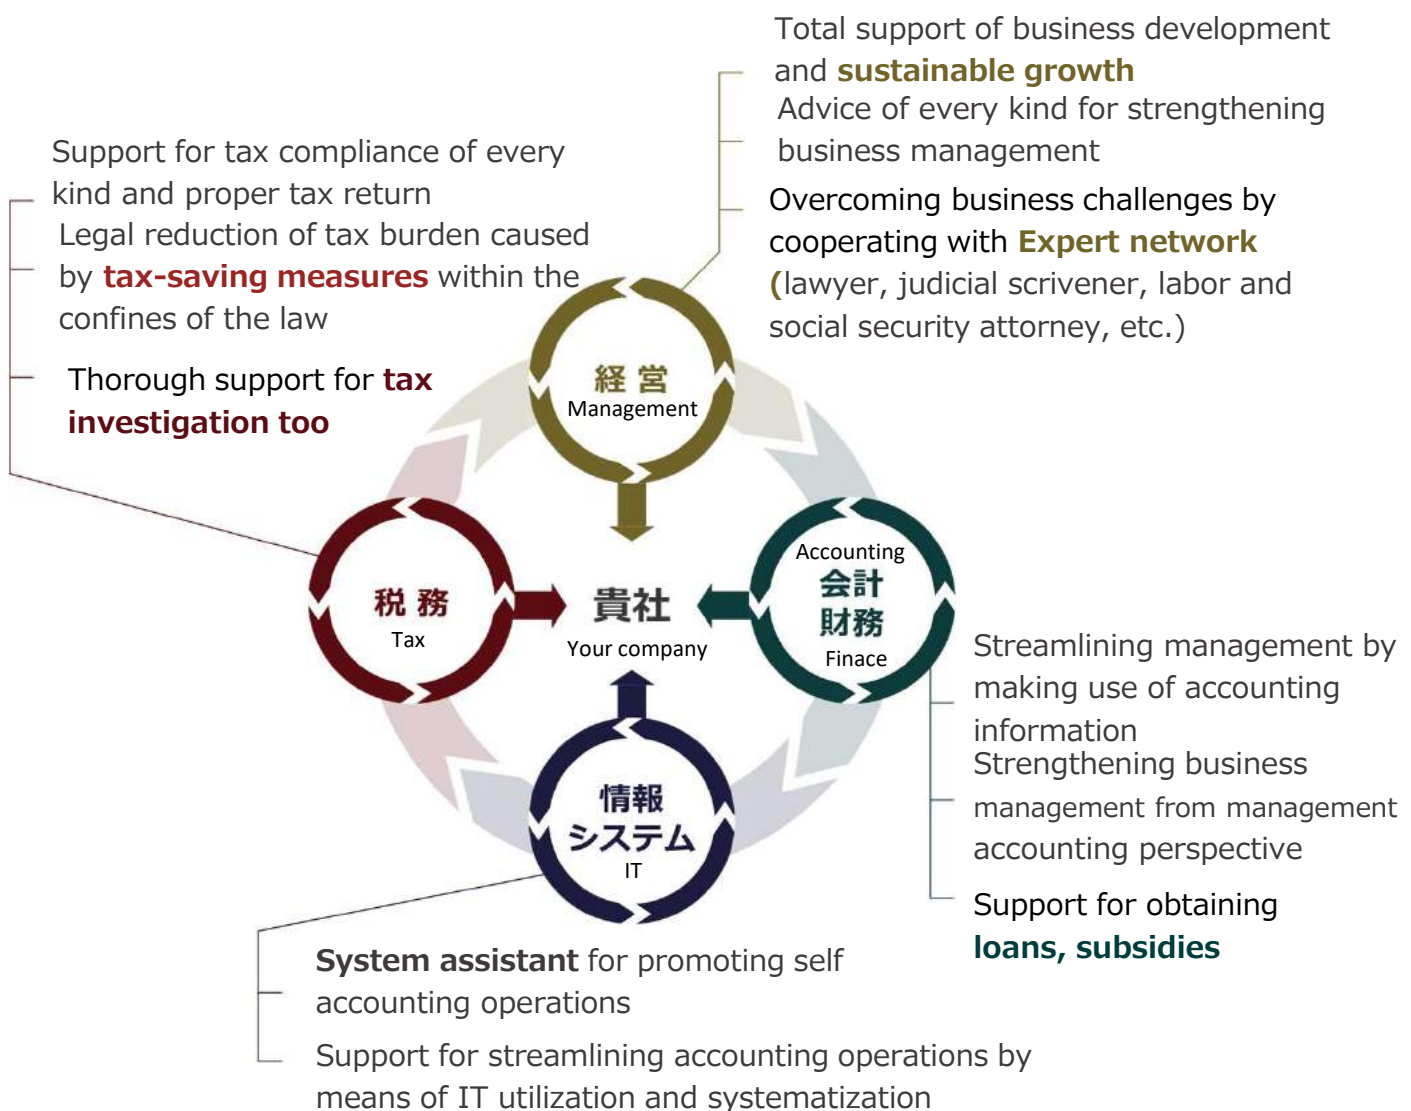 Total support of business development
and sustainable growth
Advice of every kind for strengthening
business management
Overcoming business challenges by
cooperating with Expert network
(lawyer, judicial scrivener, labor and
social security attorney, etc.)
Support for tax compliance of every
kind and proper tax return
Legal reduction of tax burden caused
by tax-saving measures within the
confines of the law
Thorough support for tax
investigation too
経営
Management
税務
Tax
貴社
Your company
Accounting
会計
財務
Finace
情報
システム
IT
Streamlining management by
making use of accounting
information
Strengthening business
management from management
accounting perspective
Support for obtaining
loans, subsidies
System assistant for promoting self
accounting operations
Support for streamlining accounting operations by
means of IT utilization and systematization